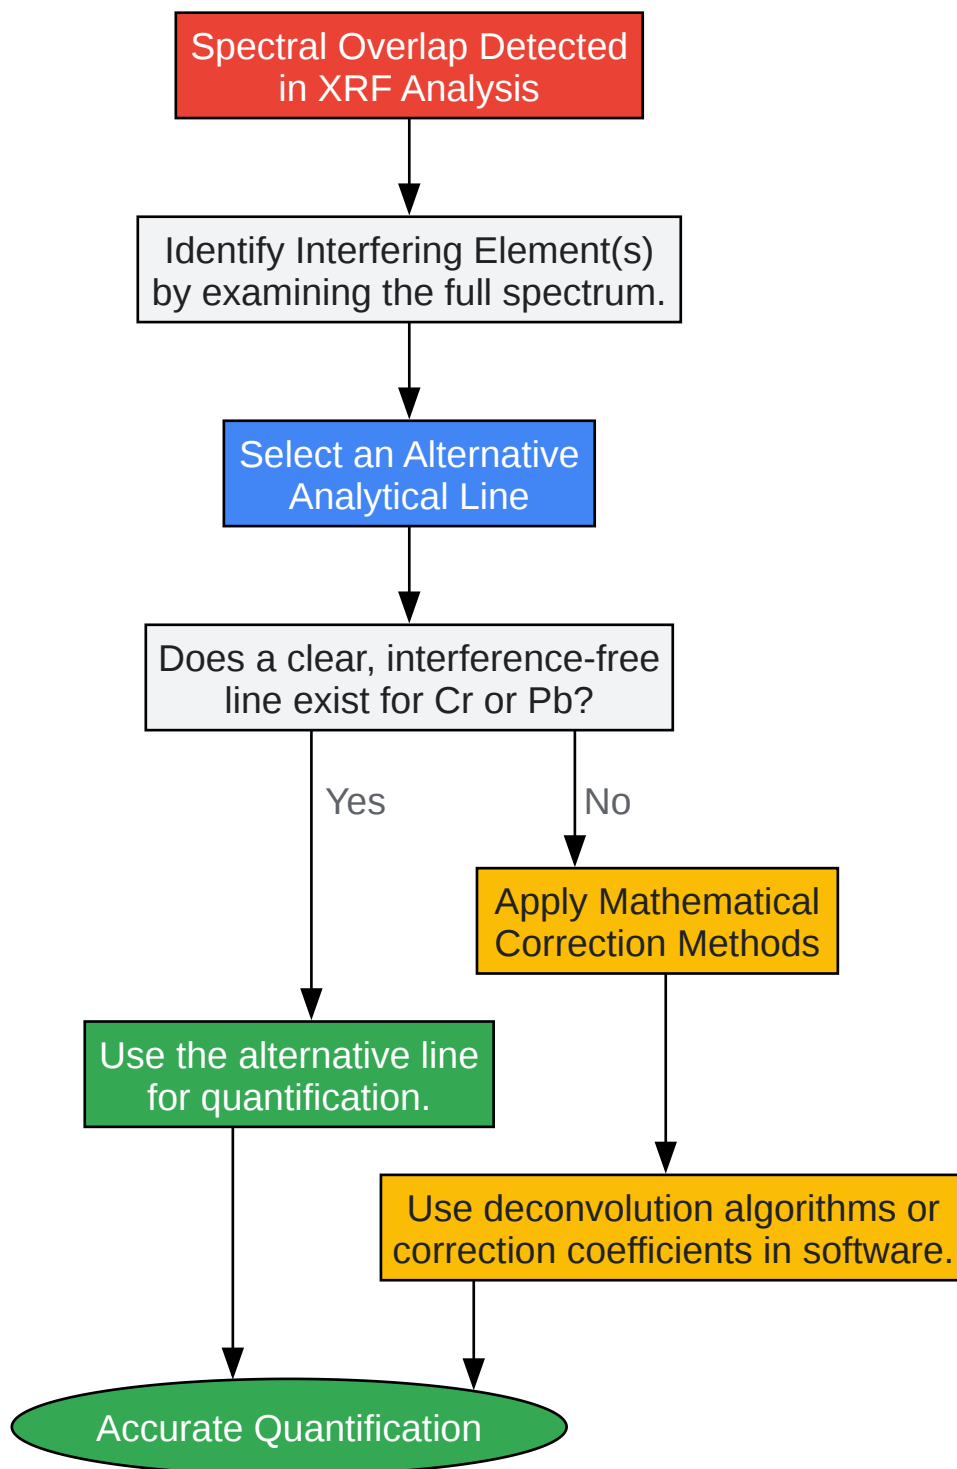 Spectral Overlap Detected
in XRF Analysis
Identify Interfering Element(s)
by examining the full spectrum.
Select an Alternative
Analytical Line
Does a clear, interference-free
line exist for Cr or Pb?
Yes
No
Apply Mathematical
Correction Methods
Use the alternative line
for quantification.
Use deconvolution algorithms or
correction coefficients in software.
Accurate Quantification